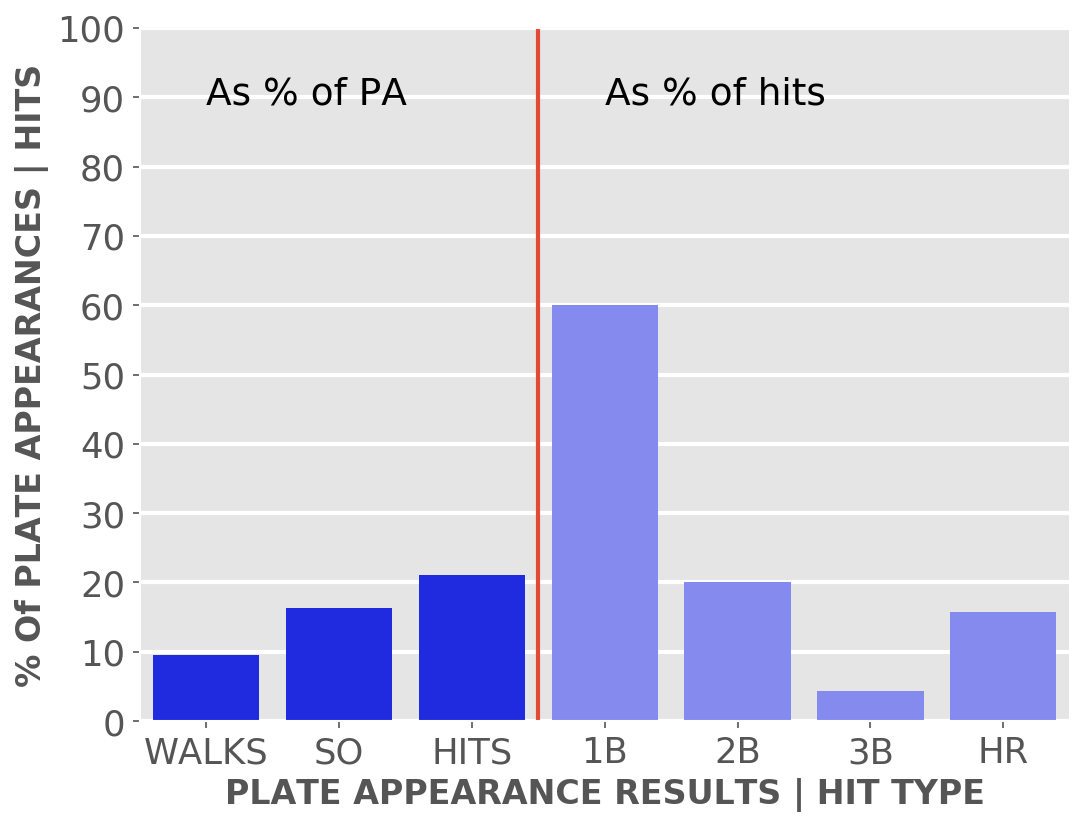 100
90
80
70
60
50
40
30
20
10
0
% Of PLATE APPEARANCES | HITS
As % of PA
As % of hits
WALKS SO HITS 1B 2B 3B HR
PLATE APPEARANCE RESULTS | HIT TYPE